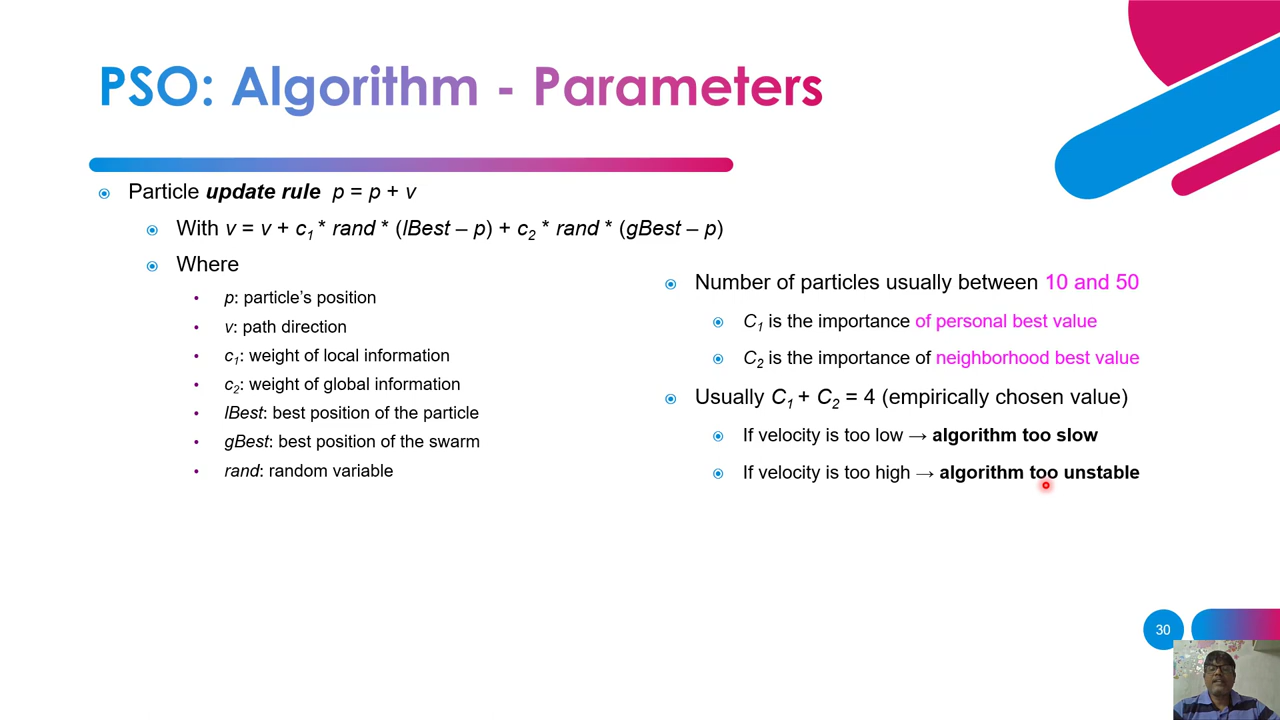 PSO: Algorithm - Parameters
Particle update rule p = p + v
With v = v + c1 * rand * (lBest – p) + c2 * rand * (gBest – p)
Where
p: particle's position
v: path direction
c1: weight of local information
c2: weight of global information
lBest: best position of the particle
gBest: best position of the swarm
rand: random variable
Number of particles usually between 10 and 50
C1 is the importance of personal best value
C2 is the importance of neighborhood best value
Usually C1 + C2 = 4 (empirically chosen value)
If velocity is too low → algorithm too slow
If velocity is too high → algorithm too unstable
30